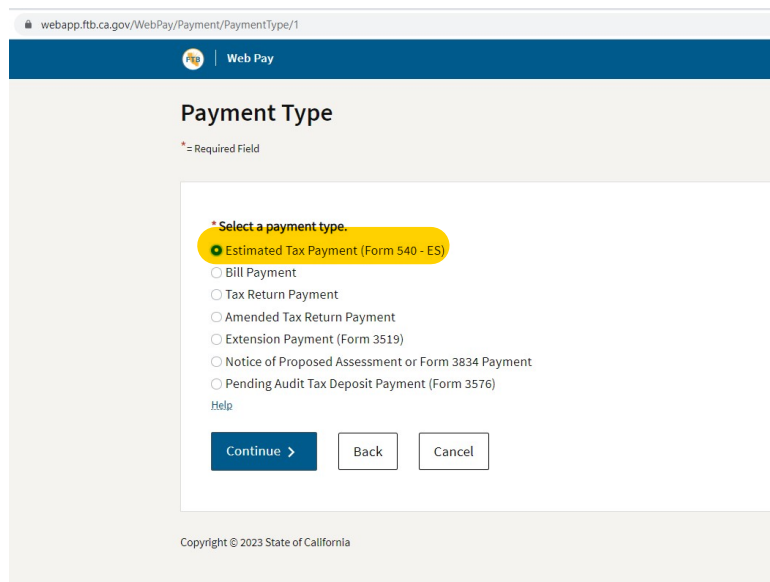 webapp.ftb.ca.gov/WebPay/Payment/PaymentType/1
FTB Web Pay
Payment Type
*= Required Field
* Select a payment type.
Estimated Tax Payment (Form 540 - ES)
Bill Payment
Tax Return Payment
Amended Tax Return Payment
Extension Payment (Form 3519)
Notice of Proposed Assessment or Form 3834 Payment
Pending Audit Tax Deposit Payment (Form 3576)
Help
Continue Back Cancel
Copyright © 2023 State of California